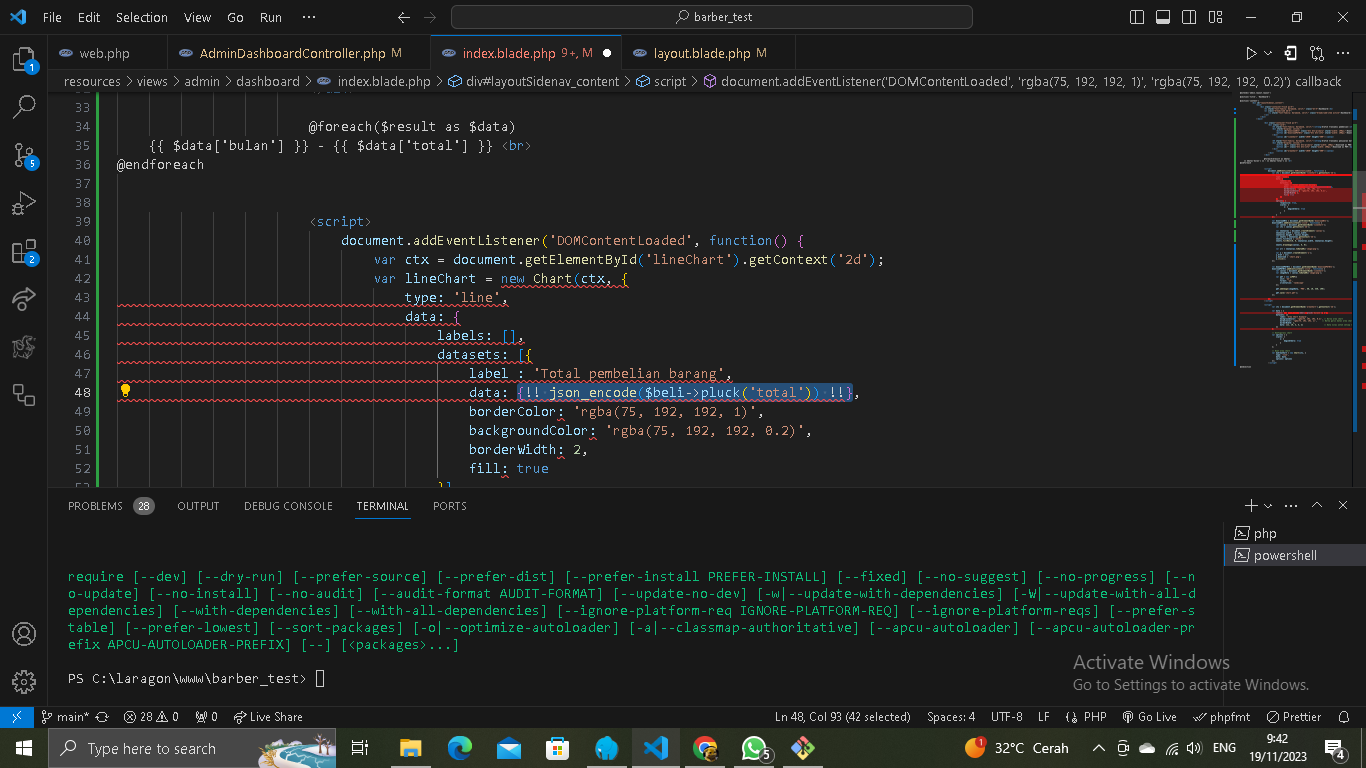 File Edit Selection View Go Run ··· barber_test
web.php AdminDashboardController.php M index.blade.php 9+, M layout.blade.php M
resources > views > admin > dashboard > index.blade.php > div#layoutSidenav_content > script > document.addEventListener('DOMContentLoaded', 'rgba(75, 192, 192, 1)', 'rgba(75, 192, 192, 0.2)') callback
33
34 @foreach($result as $data)
35 {{ $data['bulan'] }} - {{ $data['total'] }} <br>
36 @endforeach
37
38
39 <script>
40 document.addEventListener('DOMContentLoaded', function() {
41 var ctx = document.getElementById('lineChart').getContext('2d');
42 var lineChart = new Chart(ctx, {
43 type: 'line',
44 data: {
45 labels: [],
46 datasets: [{
47 label : 'Total pembelian barang',
48 data: {!! json_encode($beli->pluck('total')) !!},
49 borderColor: 'rgba(75, 192, 192, 1)',
50 backgroundColor: 'rgba(75, 192, 192, 0.2)',
51 borderWidth: 2,
52 fill: true
PROBLEMS 28 OUTPUT DEBUG CONSOLE TERMINAL PORTS
php
powershell
require [--dev] [--dry-run] [--prefer-source] [--prefer-dist] [--prefer-install PREFER-INSTALL] [--fixed] [--no-suggest] [--no-progress] [--n
o-update] [--no-install] [--no-audit] [--audit-format AUDIT-FORMAT] [--update-no-dev] [-w|--update-with-dependencies] [-W|--update-with-all-d
ependencies] [--with-dependencies] [--with-all-dependencies] [--ignore-platform-req IGNORE-PLATFORM-REQ] [--ignore-platform-reqs] [--prefer-s
table] [--prefer-lowest] [--sort-packages] [-o|--optimize-autoloader] [-a|--classmap-authoritative] [--apcu-autoloader] [--apcu-autoloader-pr
efix APCU-AUTOLOADER-PREFIX] [--] [<packages>...]
PS C:\laragon\www\barber_test>
Activate Windows
Go to Settings to activate Windows.
main* 28 0 0 Live Share Ln 48, Col 93 (42 selected) Spaces: 4 UTF-8 LF PHP Go Live phpfmt Prettier
Type here to search 5 1 32°C Cerah ENG 9:42
19/11/2023 4
1
5
2